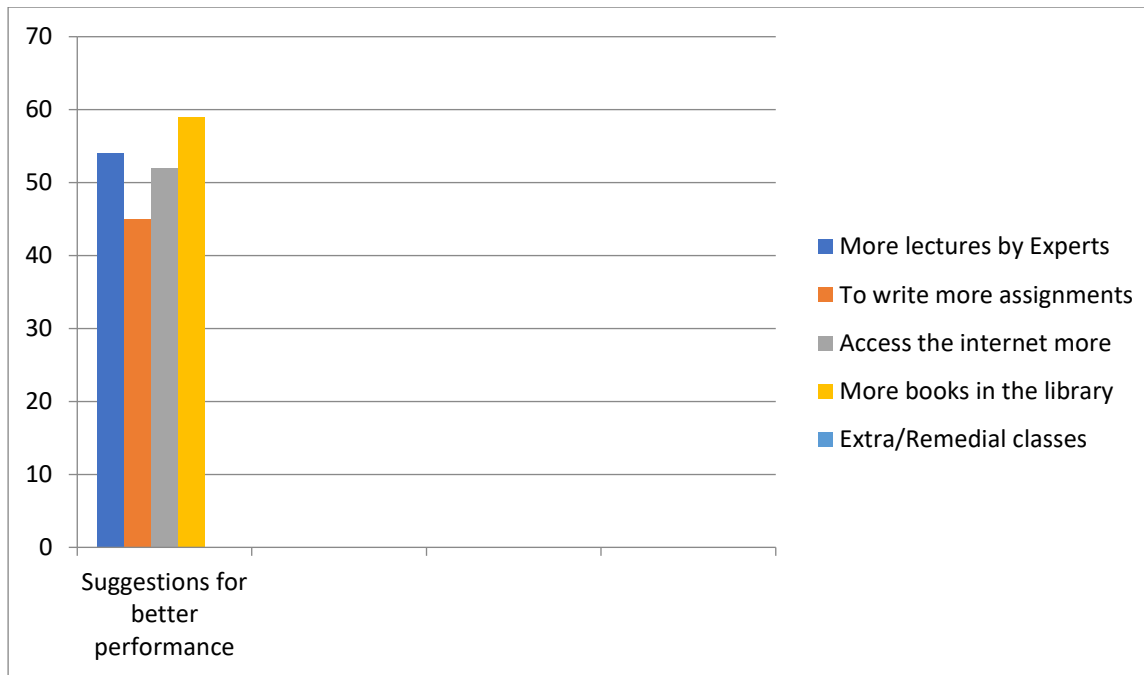 70
60
50
40
30
20
10
0
Suggestions for
better
performance
More lectures by Experts
To write more assignments
Access the internet more
More books in the library
Extra/Remedial classes